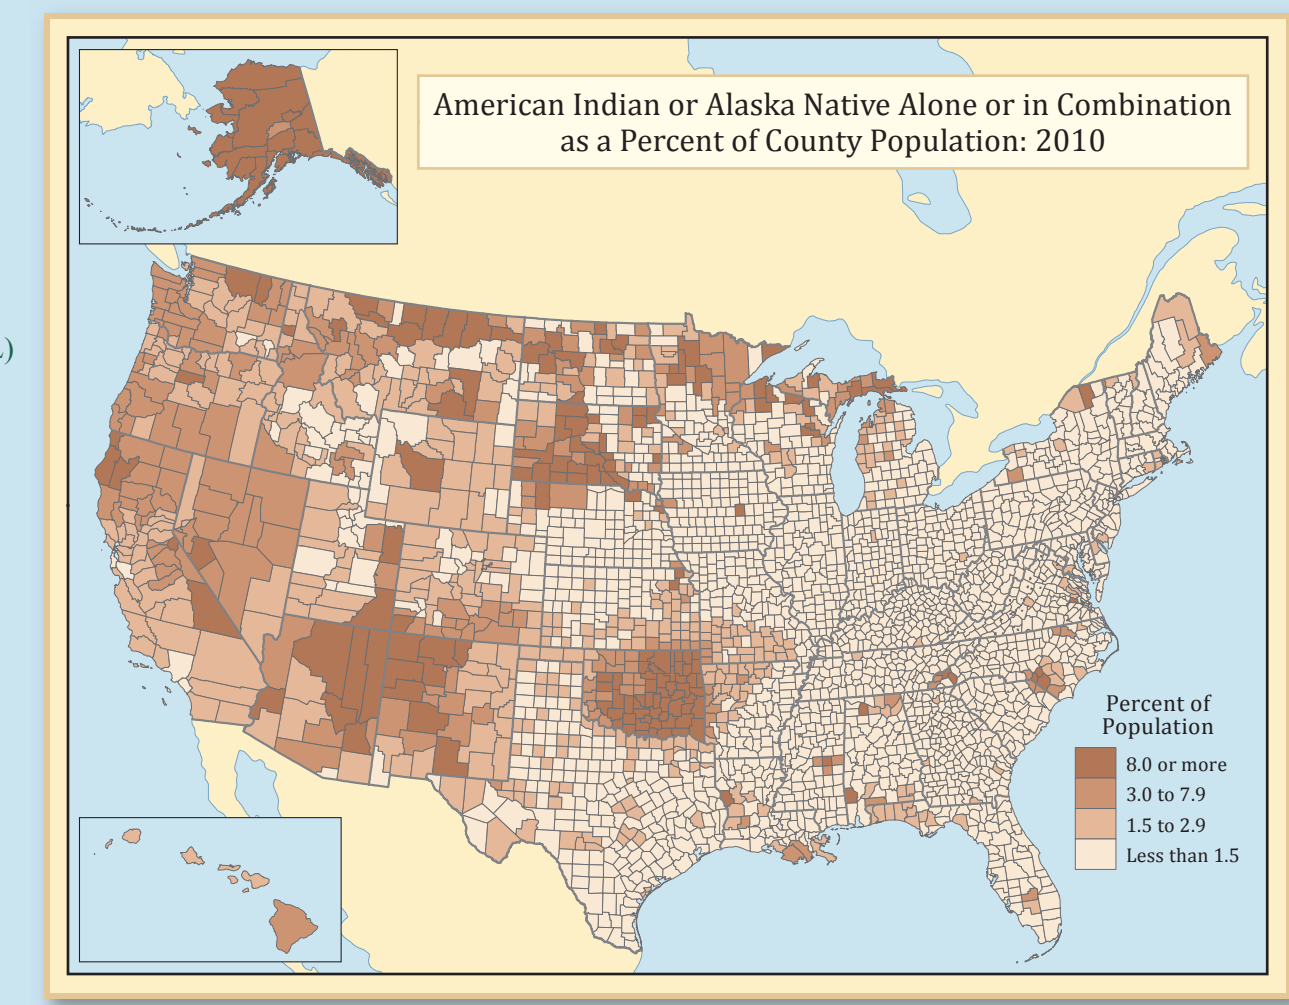 American Indian or Alaska Native Alone or in Combination
as a Percent of County Population: 2010
Percent of
Population
8.0 or more
3.0 to 7.9
1.5 to 2.9
Less than 1.5